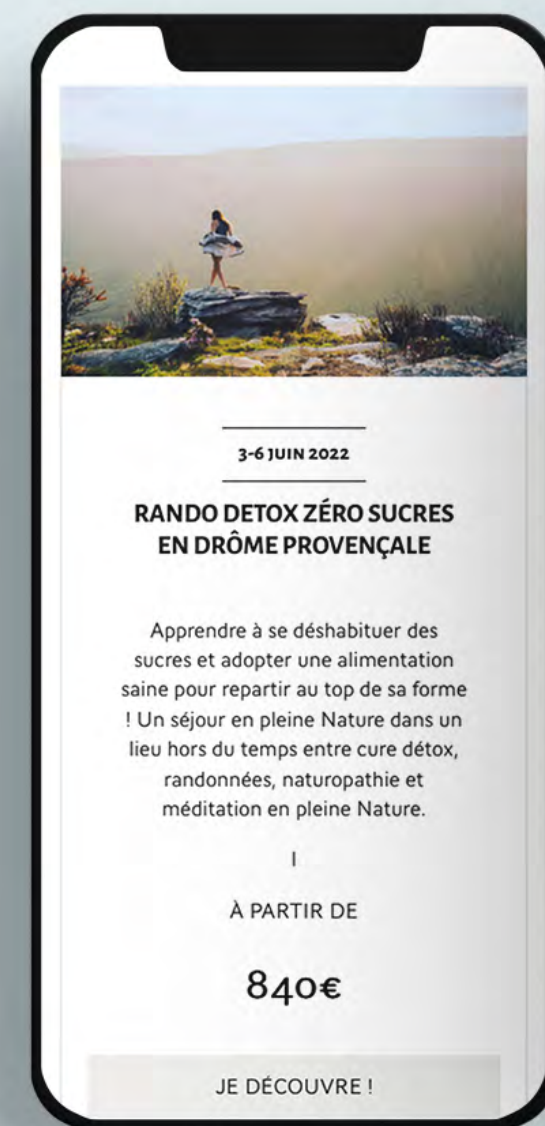 3-6 JUIN 2022
RANDO DETOX ZÉRO SUCRES
EN DRÔME PROVENÇALE
Apprendre à se déshabituer des
sucres et adopter une alimentation
saine pour repartir au top de sa forme
! Un séjour en pleine Nature dans un
lieu hors du temps entre cure détox,
randonnées, naturopathie et
méditation en pleine Nature.
|
À PARTIR DE
840€
JE DÉCOUVRE !